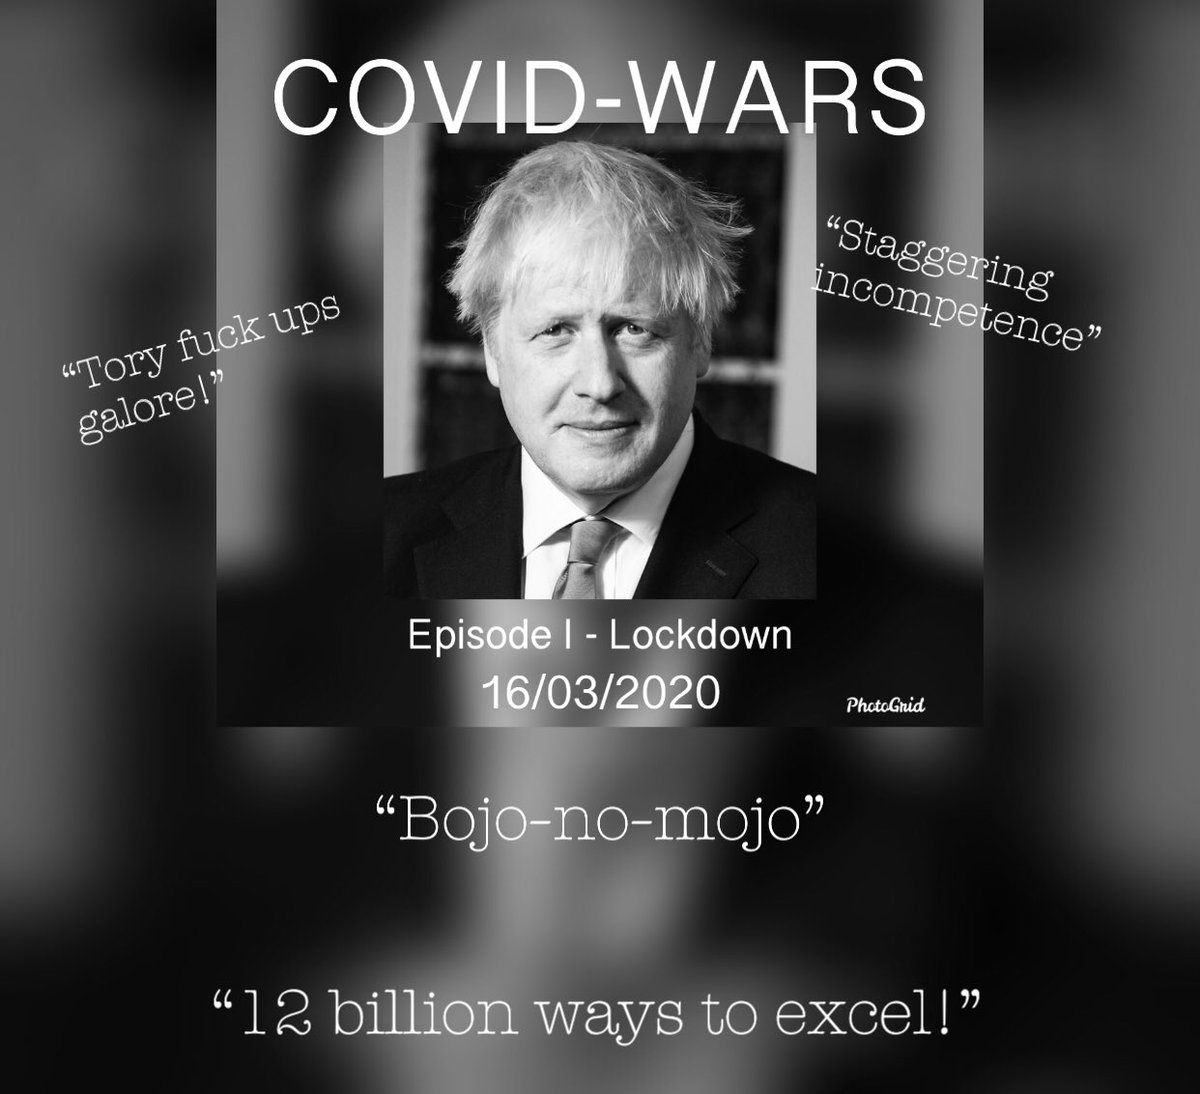 COVID-WARS
“Staggering
incompetence”
“Tory fuck ups
galore!”
Episode I - Lockdown
16/03/2020
PhotoGrid
“Bojo-no-mojo”
“12 billion ways to excel!”